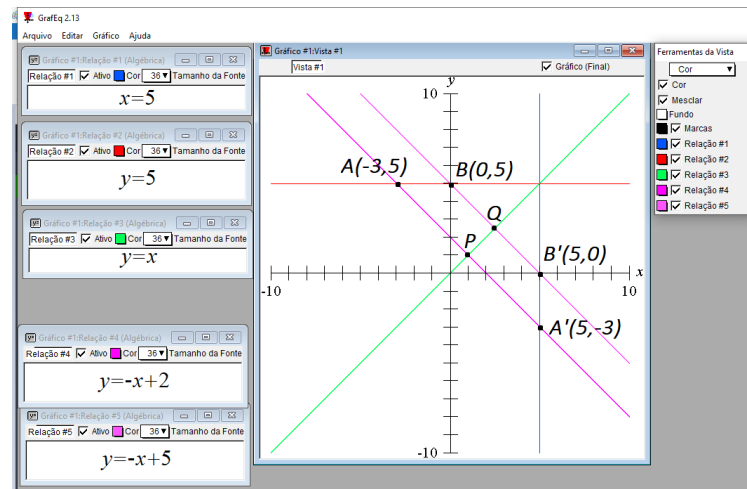 GrafEq 2.13
Arquivo Editar Gráfico Ajuda
Gráfico #1:Relação #1 (Algébrica)
Relação #1 Ativo Cor 36 Tamanho da Fonte
x=5
Gráfico #1:Relação #2 (Algébrica)
Relação #2 Ativo Cor 36 Tamanho da Fonte
y=5
Gráfico #1:Relação #3 (Algébrica)
Relação #3 Ativo Cor 36 Tamanho da Fonte
y=x
Gráfico #1:Relação #4 (Algébrica)
Relação #4 Ativo Cor 36 Tamanho da Fonte
y=-x+2
Gráfico #1:Relação #5 (Algébrica)
Relação #5 Ativo Cor 36 Tamanho da Fonte
y=-x+5
Gráfico #1:Vista #1
Vista #1 Gráfico (Final)
y
10
A(-3,5) B(0,5)
Q
P
B'(5,0) x
-10 10
A'(5,-3)
-10
Ferramentas da Vista
Cor
Cor
Mesclar
Fundo
Marcas
Relação #1
Relação #2
Relação #3
Relação #4
Relação #5